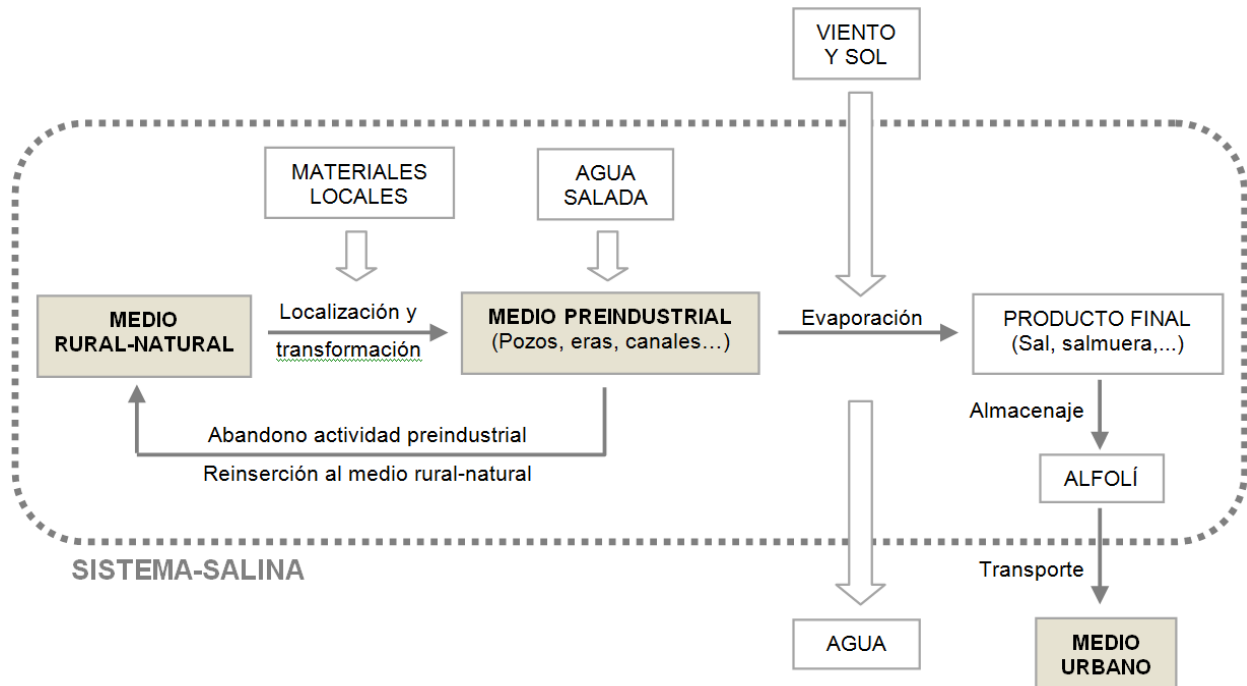 VIENTO
Y SOL
MATERIALES
LOCALES
AGUA
SALADA
MEDIO
RURAL-NATURAL
Localización y
transformación
MEDIO PREINDUSTRIAL
(Pozos, eras, canales…)
Evaporación
PRODUCTO FINAL
(Sal, salmuera,...)
Abandono actividad preindustrial
Reinserción al medio rural-natural
Almacenaje
ALFOLÍ
SISTEMA-SALINA
Transporte
AGUA
MEDIO
URBANO